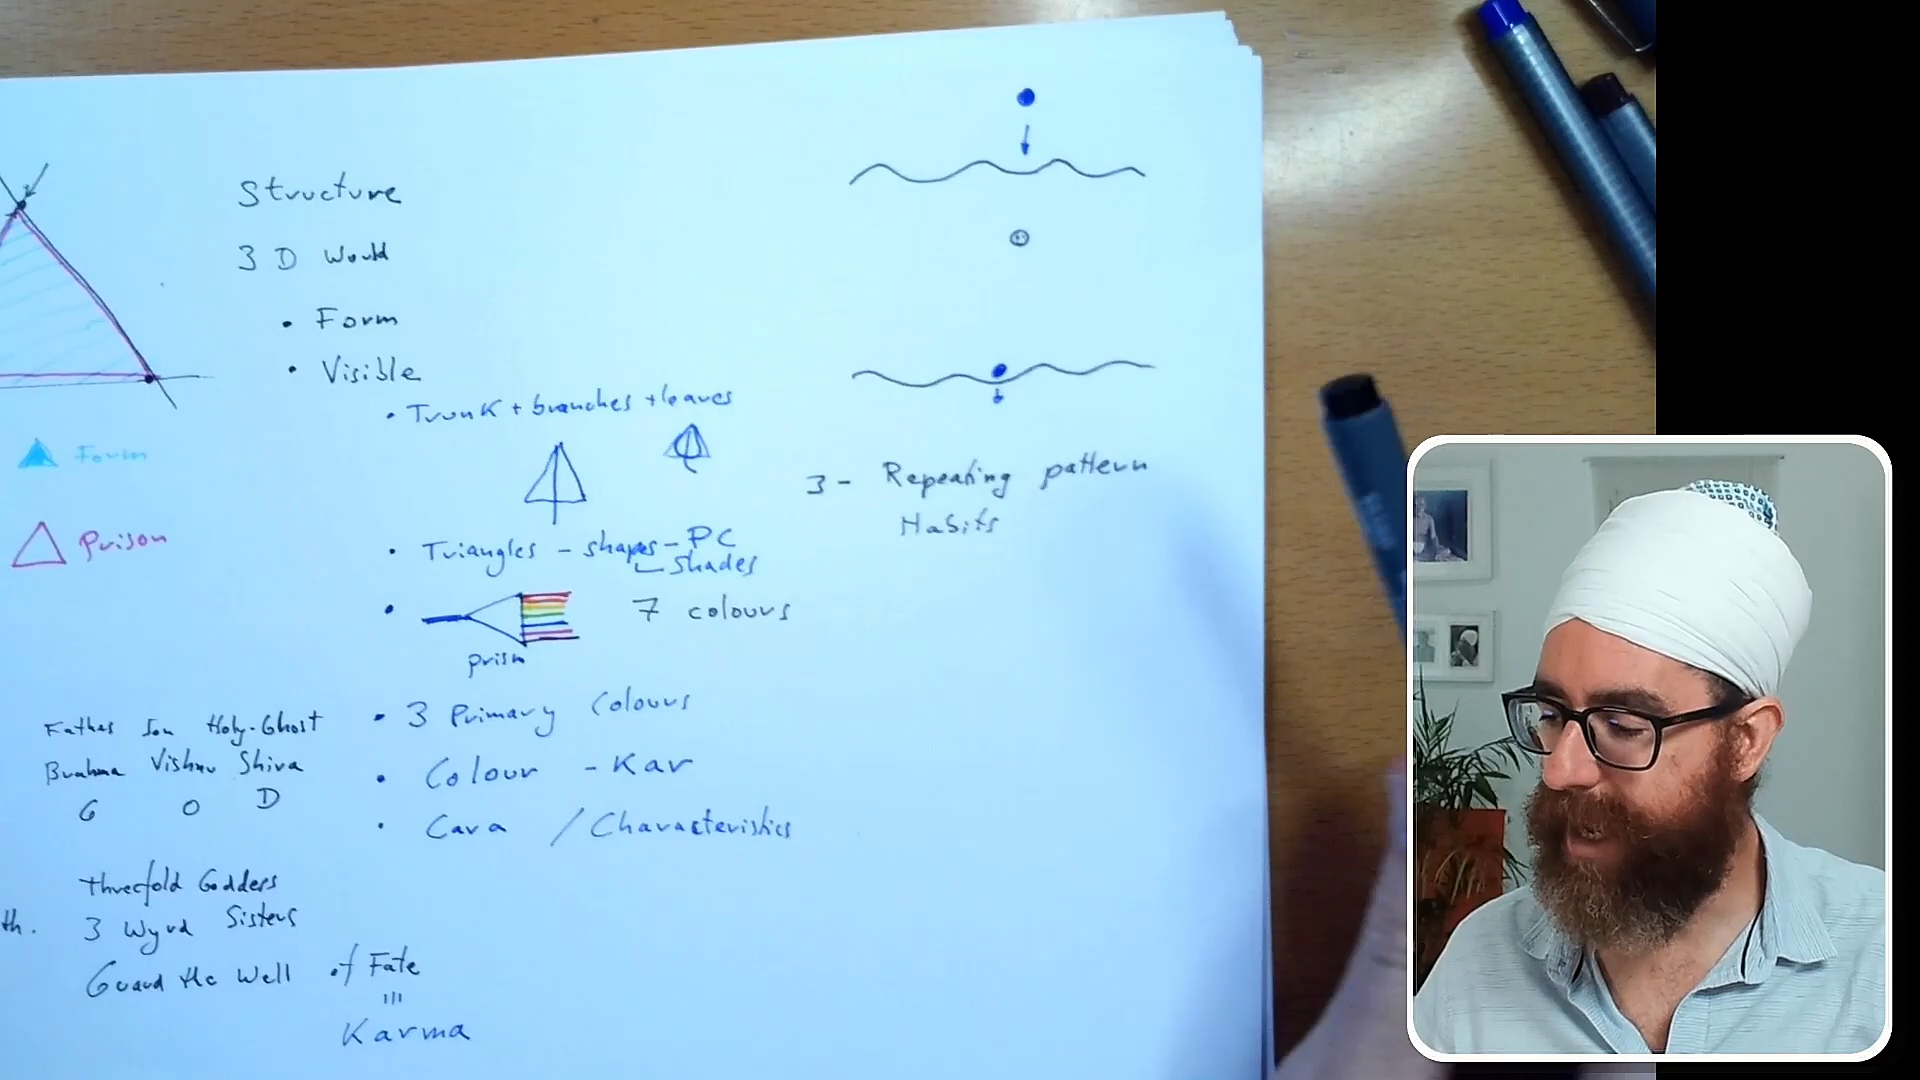 Structure
3 D World
• Form
• Visible
• Trunk + branches + leaves
Form
Prison
• Triangles - shapes - PC
shades
7 colours
prism
3 - Repeating pattern
Habits
Father Son Holy-Ghost
Brahma Vishnu Shiva
G O D
• 3 Primary Colours
• Colour - Kar
• Cara / Characteristics
threefold Goddess
th. 3 Wyrd Sisters
Guard the Well of Fate
Karma